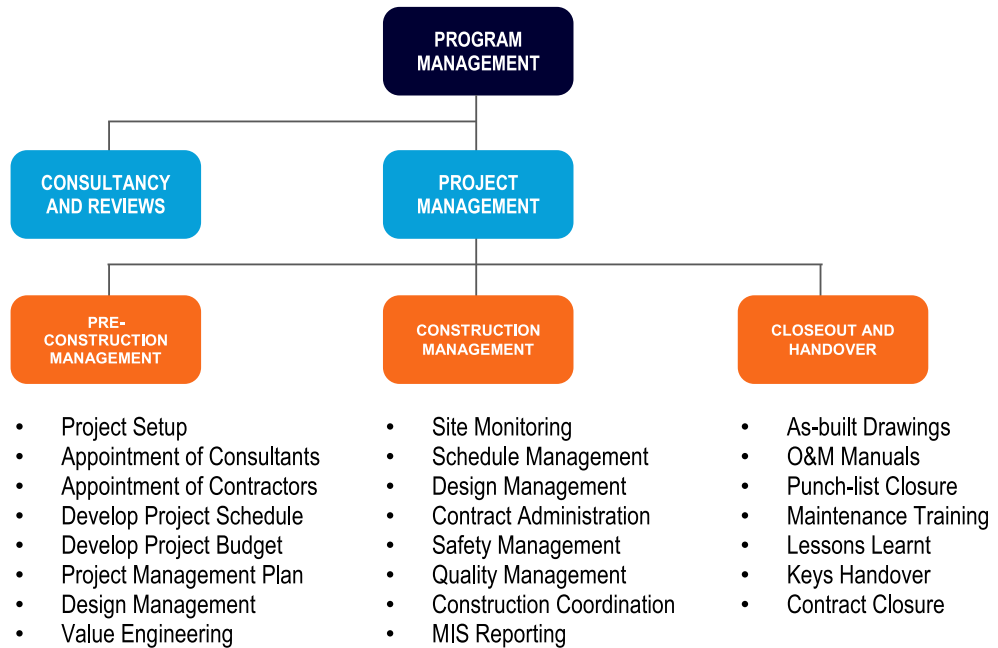 PROGRAM
MANAGEMENT
CONSULTANCY
AND REVIEWS
PROJECT
MANAGEMENT
PRE-
CONSTRUCTION
MANAGEMENT
CONSTRUCTION
MANAGEMENT
CLOSEOUT AND
HANDOVER
• Project Setup
• Appointment of Consultants
• Appointment of Contractors
• Develop Project Schedule
• Develop Project Budget
• Project Management Plan
• Design Management
• Value Engineering
• Site Monitoring
• Schedule Management
• Design Management
• Contract Administration
• Safety Management
• Quality Management
• Construction Coordination
• MIS Reporting
• As-built Drawings
• O&M Manuals
• Punch-list Closure
• Maintenance Training
• Lessons Learnt
• Keys Handover
• Contract Closure